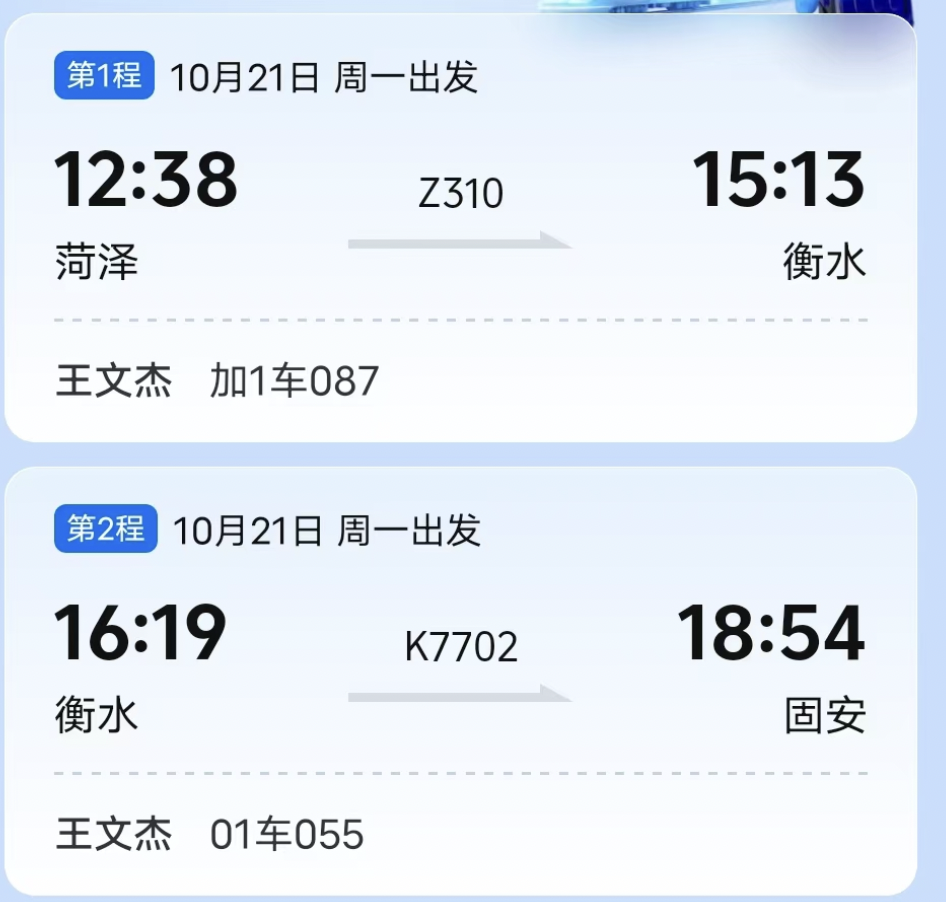 第1程 10月21日 周一出发
12:38 Z310 15:13
菏泽 衡水
王文杰 加1车087
第2程 10月21日 周一出发
16:19 K7702 18:54
衡水 固安
王文杰 01车055